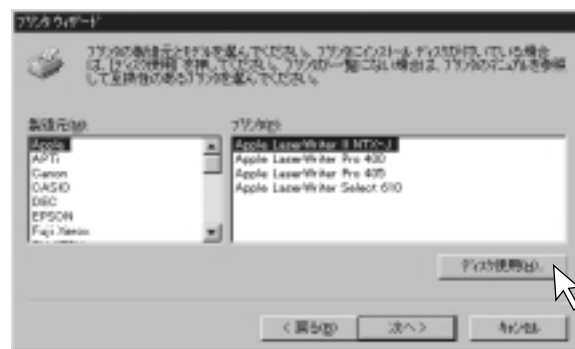 プリンタ ウィザード
プリンタの製造元とモデルを選んでください。プリンタにインストール ディスクが付いている場合
は、[ディスク使用] を押してください。プリンタが一覧にない場合は、プリンタのマニュアルを参照
して互換性のあるプリンタを選んでください。
製造元(M):
プリンタ(P):
Apple
APTi
Canon
CASIO
DEC
EPSON
Fuji Xerox
Apple LaserWriter II NTX-J
Apple LaserWriter Pro 400
Apple LaserWriter Pro 405
Apple LaserWriter Select 610
ディスク使用(H)...
< 戻る(B)
次へ >
キャンセル